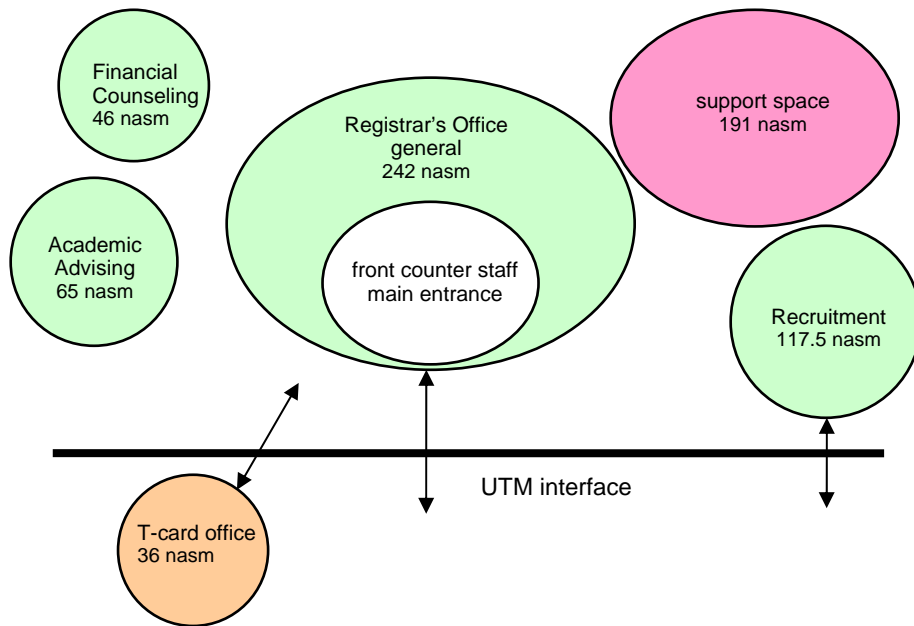 Financial
Counseling
46 nasm
Registrar’s Office
general
242 nasm
support space
191 nasm
Academic
Advising
65 nasm
front counter staff
main entrance
Recruitment
117.5 nasm
UTM interface
T-card office
36 nasm